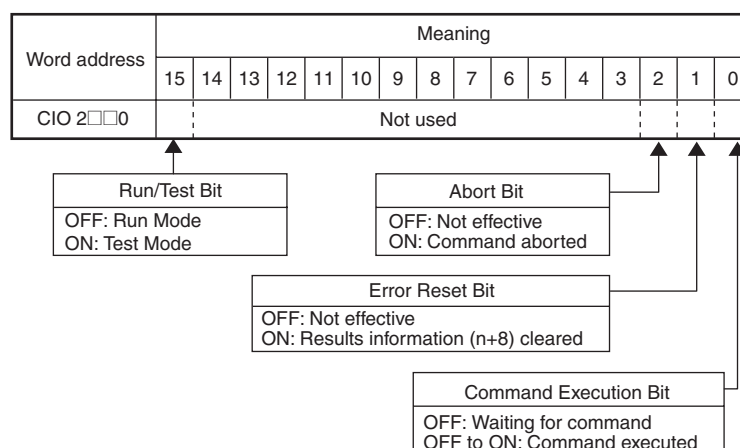 Word address
Meaning
15 14 13 12 11 10 9 8 7 6 5 4 3 2 1 0
CIO 2□□0
Not used
Run/Test Bit
OFF: Run Mode
ON: Test Mode
Abort Bit
OFF: Not effective
ON: Command aborted
Error Reset Bit
OFF: Not effective
ON: Results information (n+8) cleared
Command Execution Bit
OFF: Waiting for command
OFF to ON: Command executed